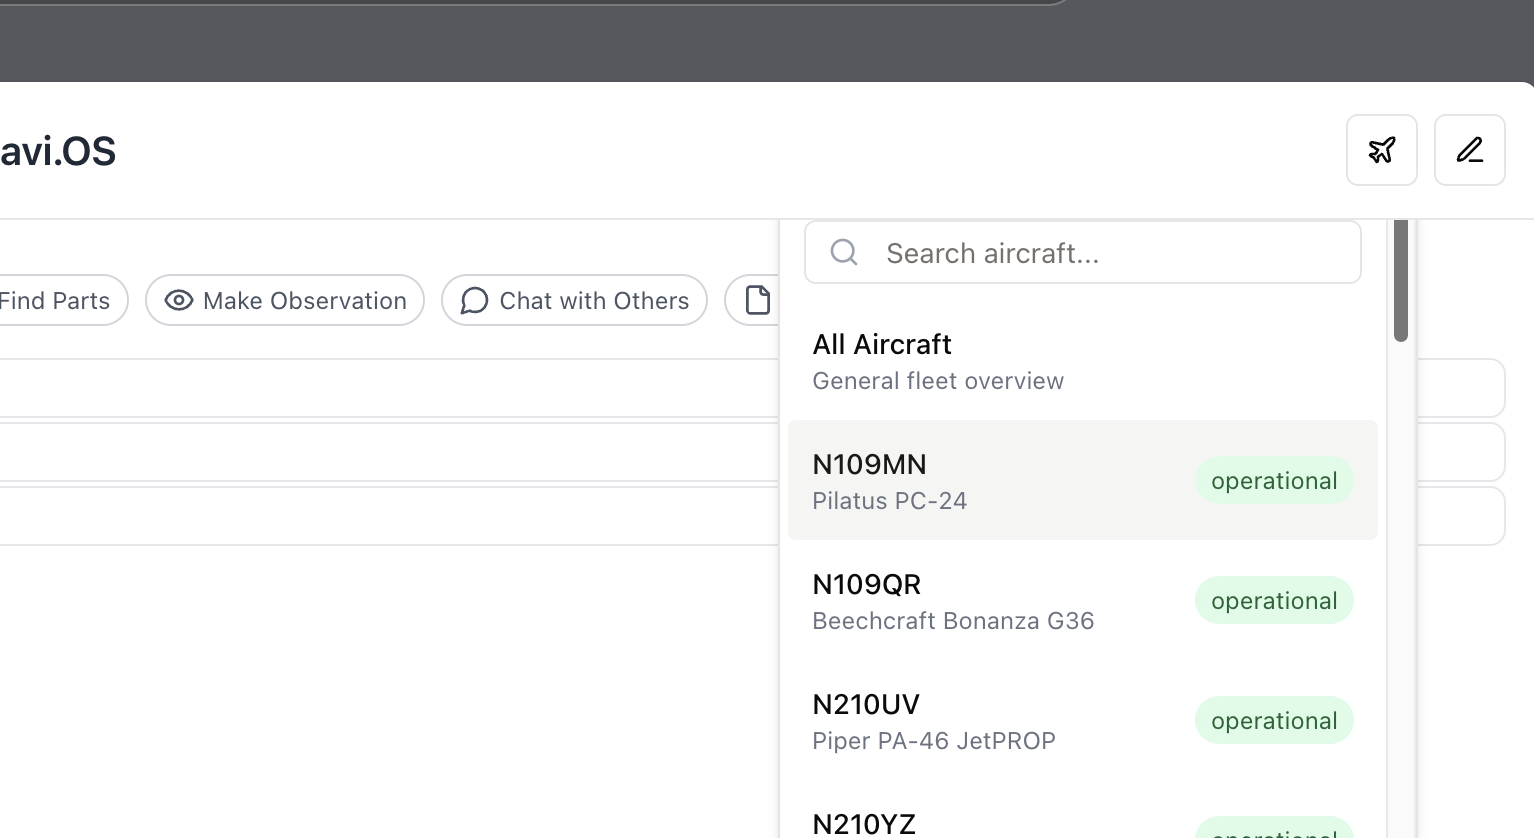 avi.OS
Find Parts
Make Observation
Chat with Others
Search aircraft...
All Aircraft
General fleet overview
N109MN
Pilatus PC-24
operational
N109QR
Beechcraft Bonanza G36
operational
N210UV
Piper PA-46 JetPROP
operational
N210YZ
operational